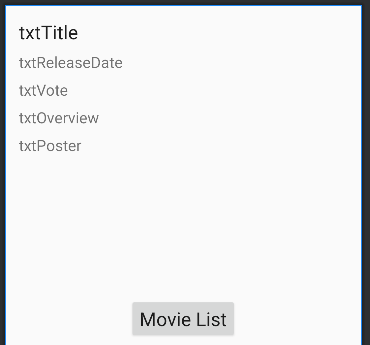 txtTitle
txtReleaseDate
txtVote
txtOverview
txtPoster
Movie List